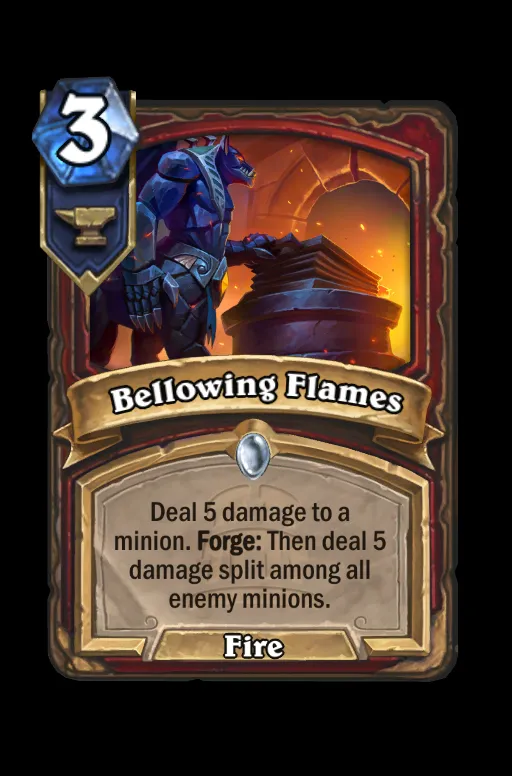 3
Bellowing Flames
Deal 5 damage to a
minion. Forge: Then deal 5
damage split among all
enemy minions.
Fire